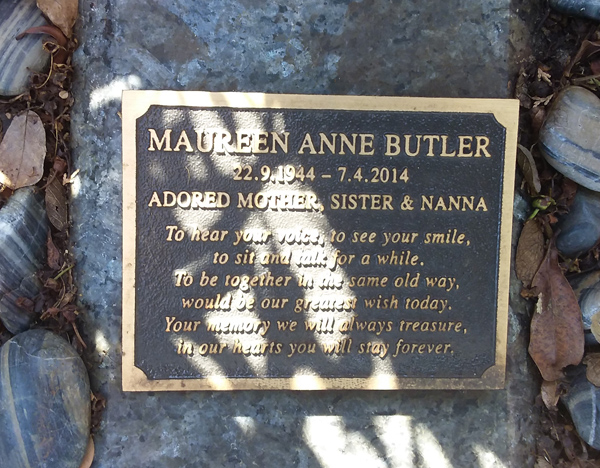 MAUREEN ANNE BUTLER
22.9.1944 – 7.4.2014
ADORED MOTHER, SISTER & NANNA
To hear your voice, to see your smile,
to sit and talk for a while.
To be together in the same old way,
would be our greatest wish today.
Your memory we will always treasure,
in our hearts you will stay forever.